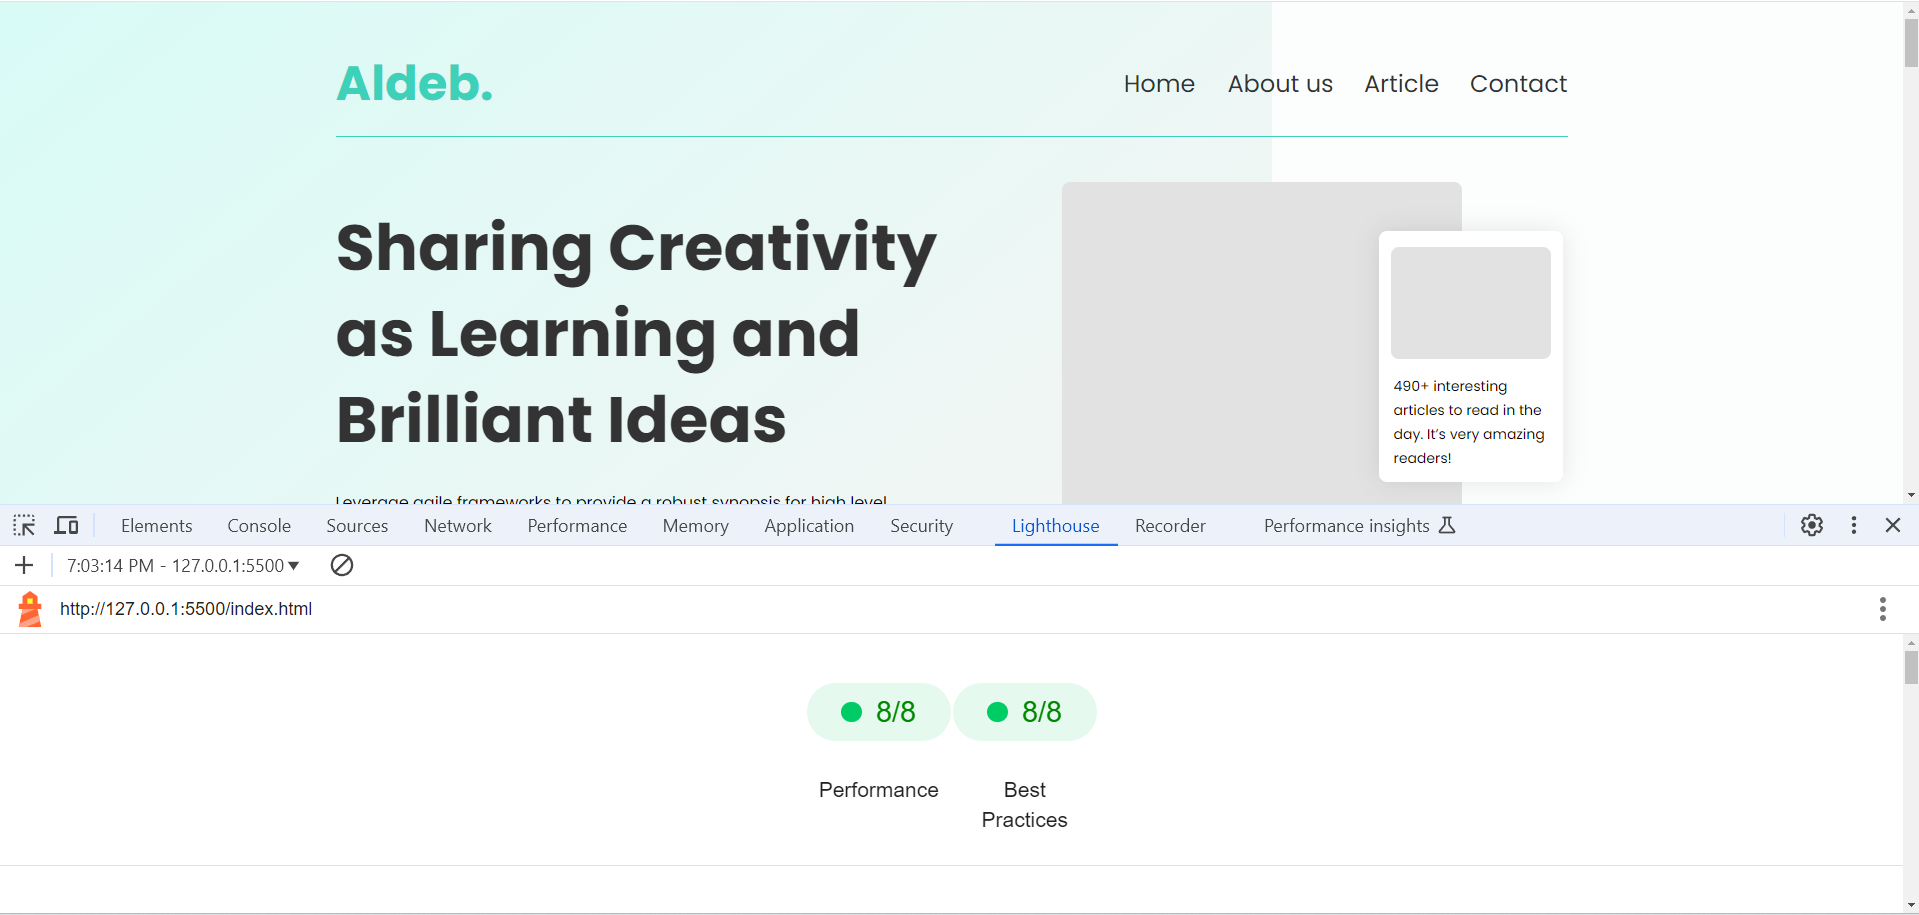 Aldeb.
Home About us Article Contact
Sharing Creativity
as Learning and
Brilliant Ideas
Leverage agile frameworks to provide a robust synopsis for high level
490+ interesting
articles to read in the
day. It’s very amazing
readers!
Elements Console Sources Network Performance Memory Application Security Lighthouse Recorder Performance insights
7:03:14 PM - 127.0.0.1:5500
http://127.0.0.1:5500/index.html
8/8 8/8
Performance Best
Practices